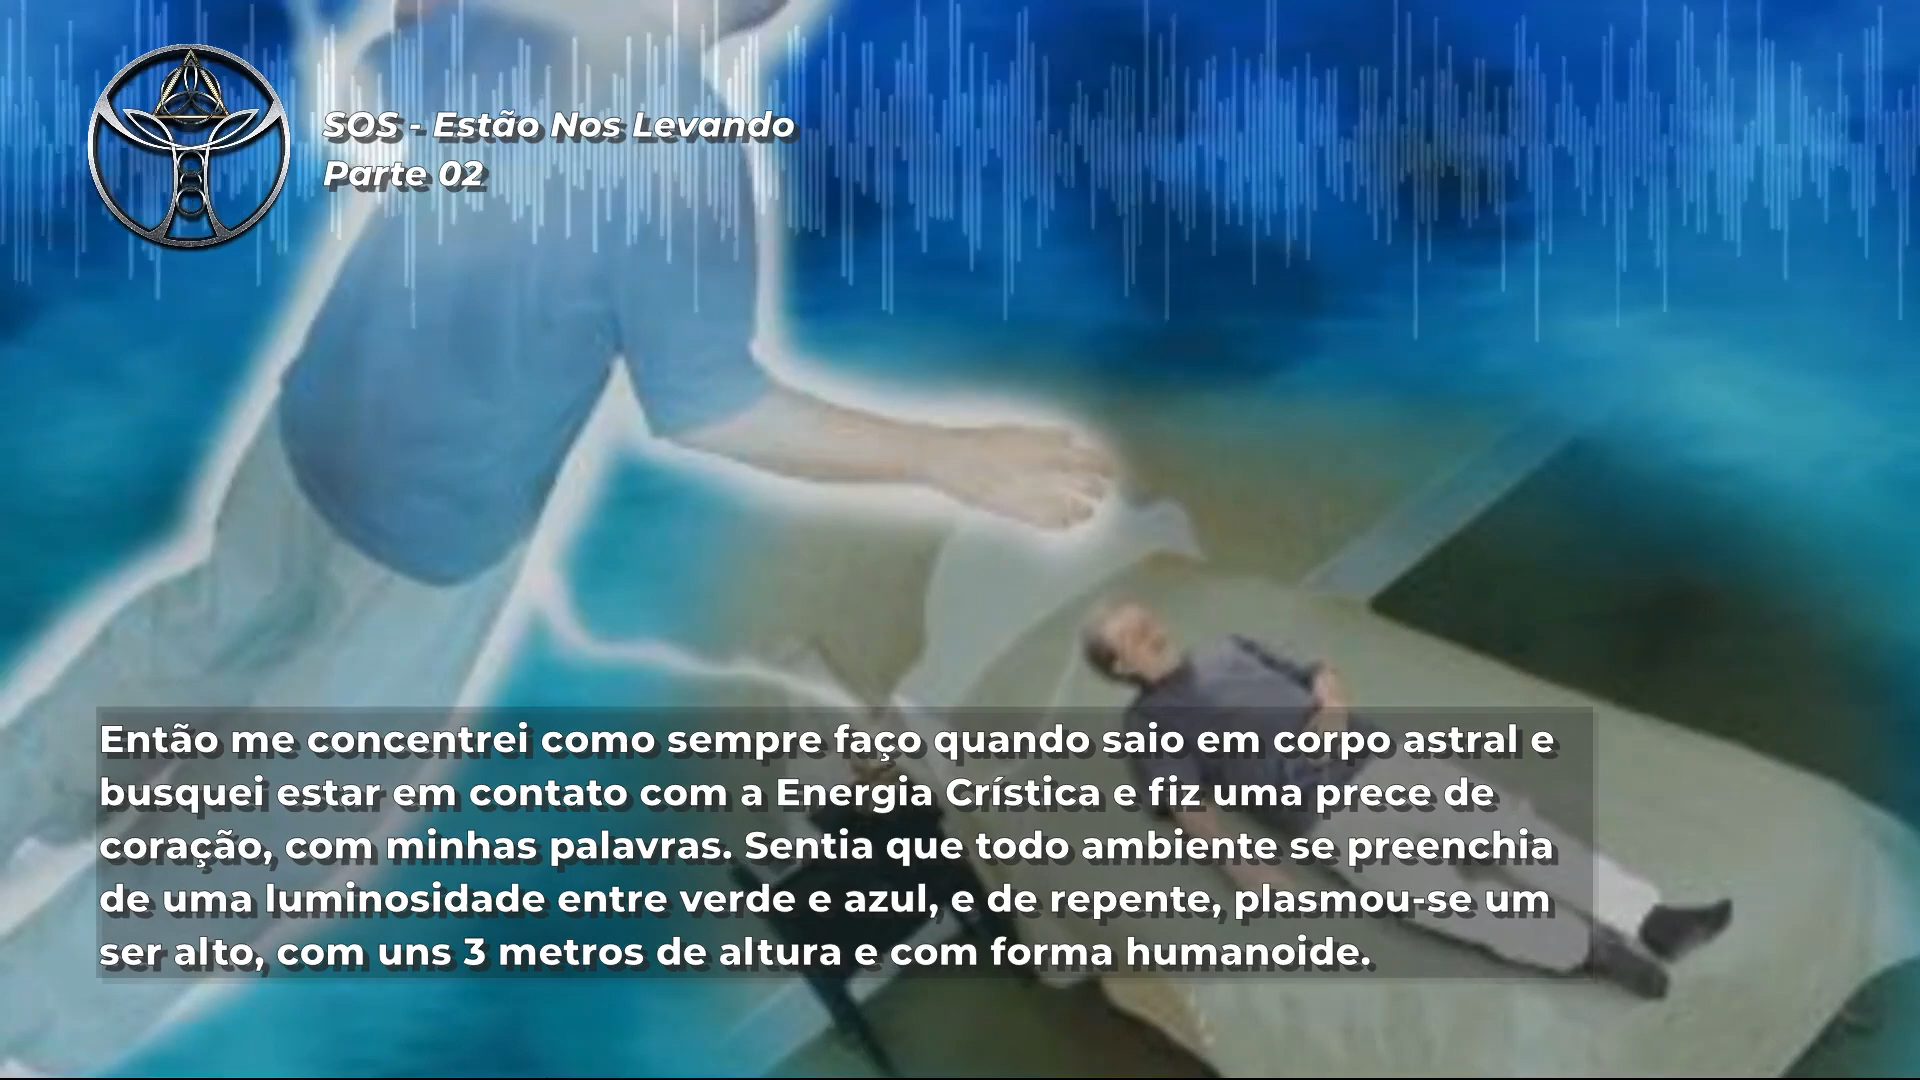 SOS - Estão Nos Levando
Parte 02
Então me concentrei como sempre faço quando saio em corpo astral e
busquei estar em contato com a Energia Crística e fiz uma prece de
coração, com minhas palavras. Sentia que todo ambiente se preenchia
de uma luminosidade entre verde e azul, e de repente, plasmou-se um
ser alto, com uns 3 metros de altura e com forma humanoide.